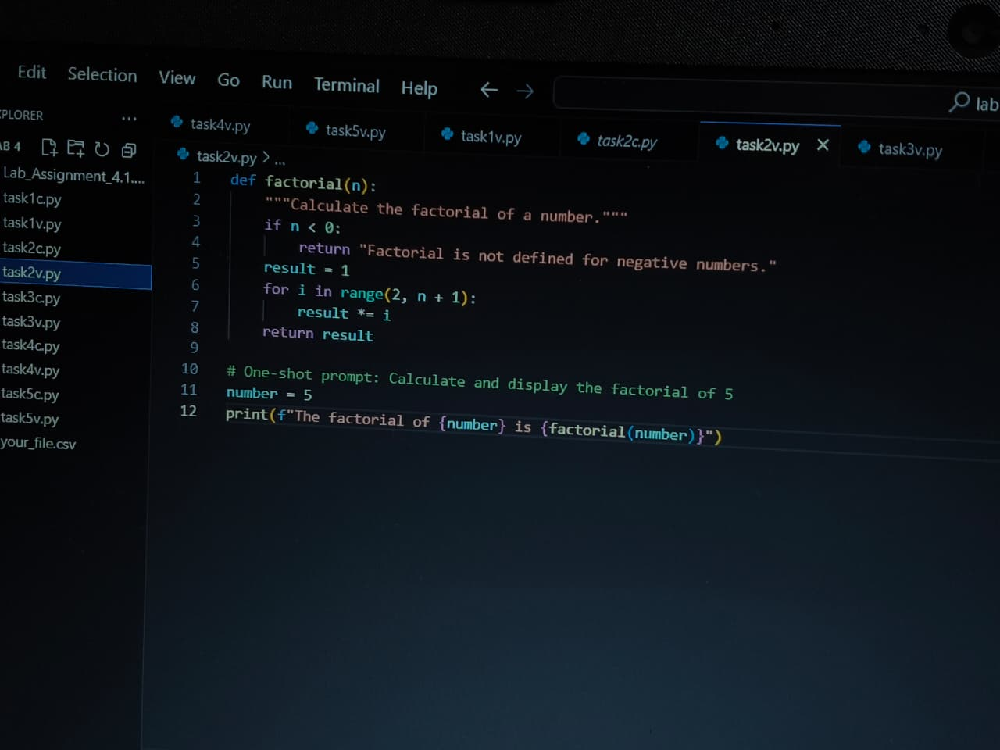 Edit Selection View Go Run Terminal Help ← → lab
XPLORER ...
task4v.py task5v.py task1v.py task2c.py task2v.py × task3v.py
AB 4
task2v.py > ...
Lab_Assignment_4.1....
task1c.py
task1v.py
task2c.py
task2v.py
task3c.py
task3v.py
task4c.py
task4v.py
task5c.py
task5v.py
your_file.csv
1 def factorial(n):
2     """Calculate the factorial of a number."""
3     if n < 0:
4         return "Factorial is not defined for negative numbers."
5     result = 1
6     for i in range(2, n + 1):
7         result *= i
8     return result
9
10 # One-shot prompt: Calculate and display the factorial of 5
11 number = 5
12 print(f"The factorial of {number} is {factorial(number)}")